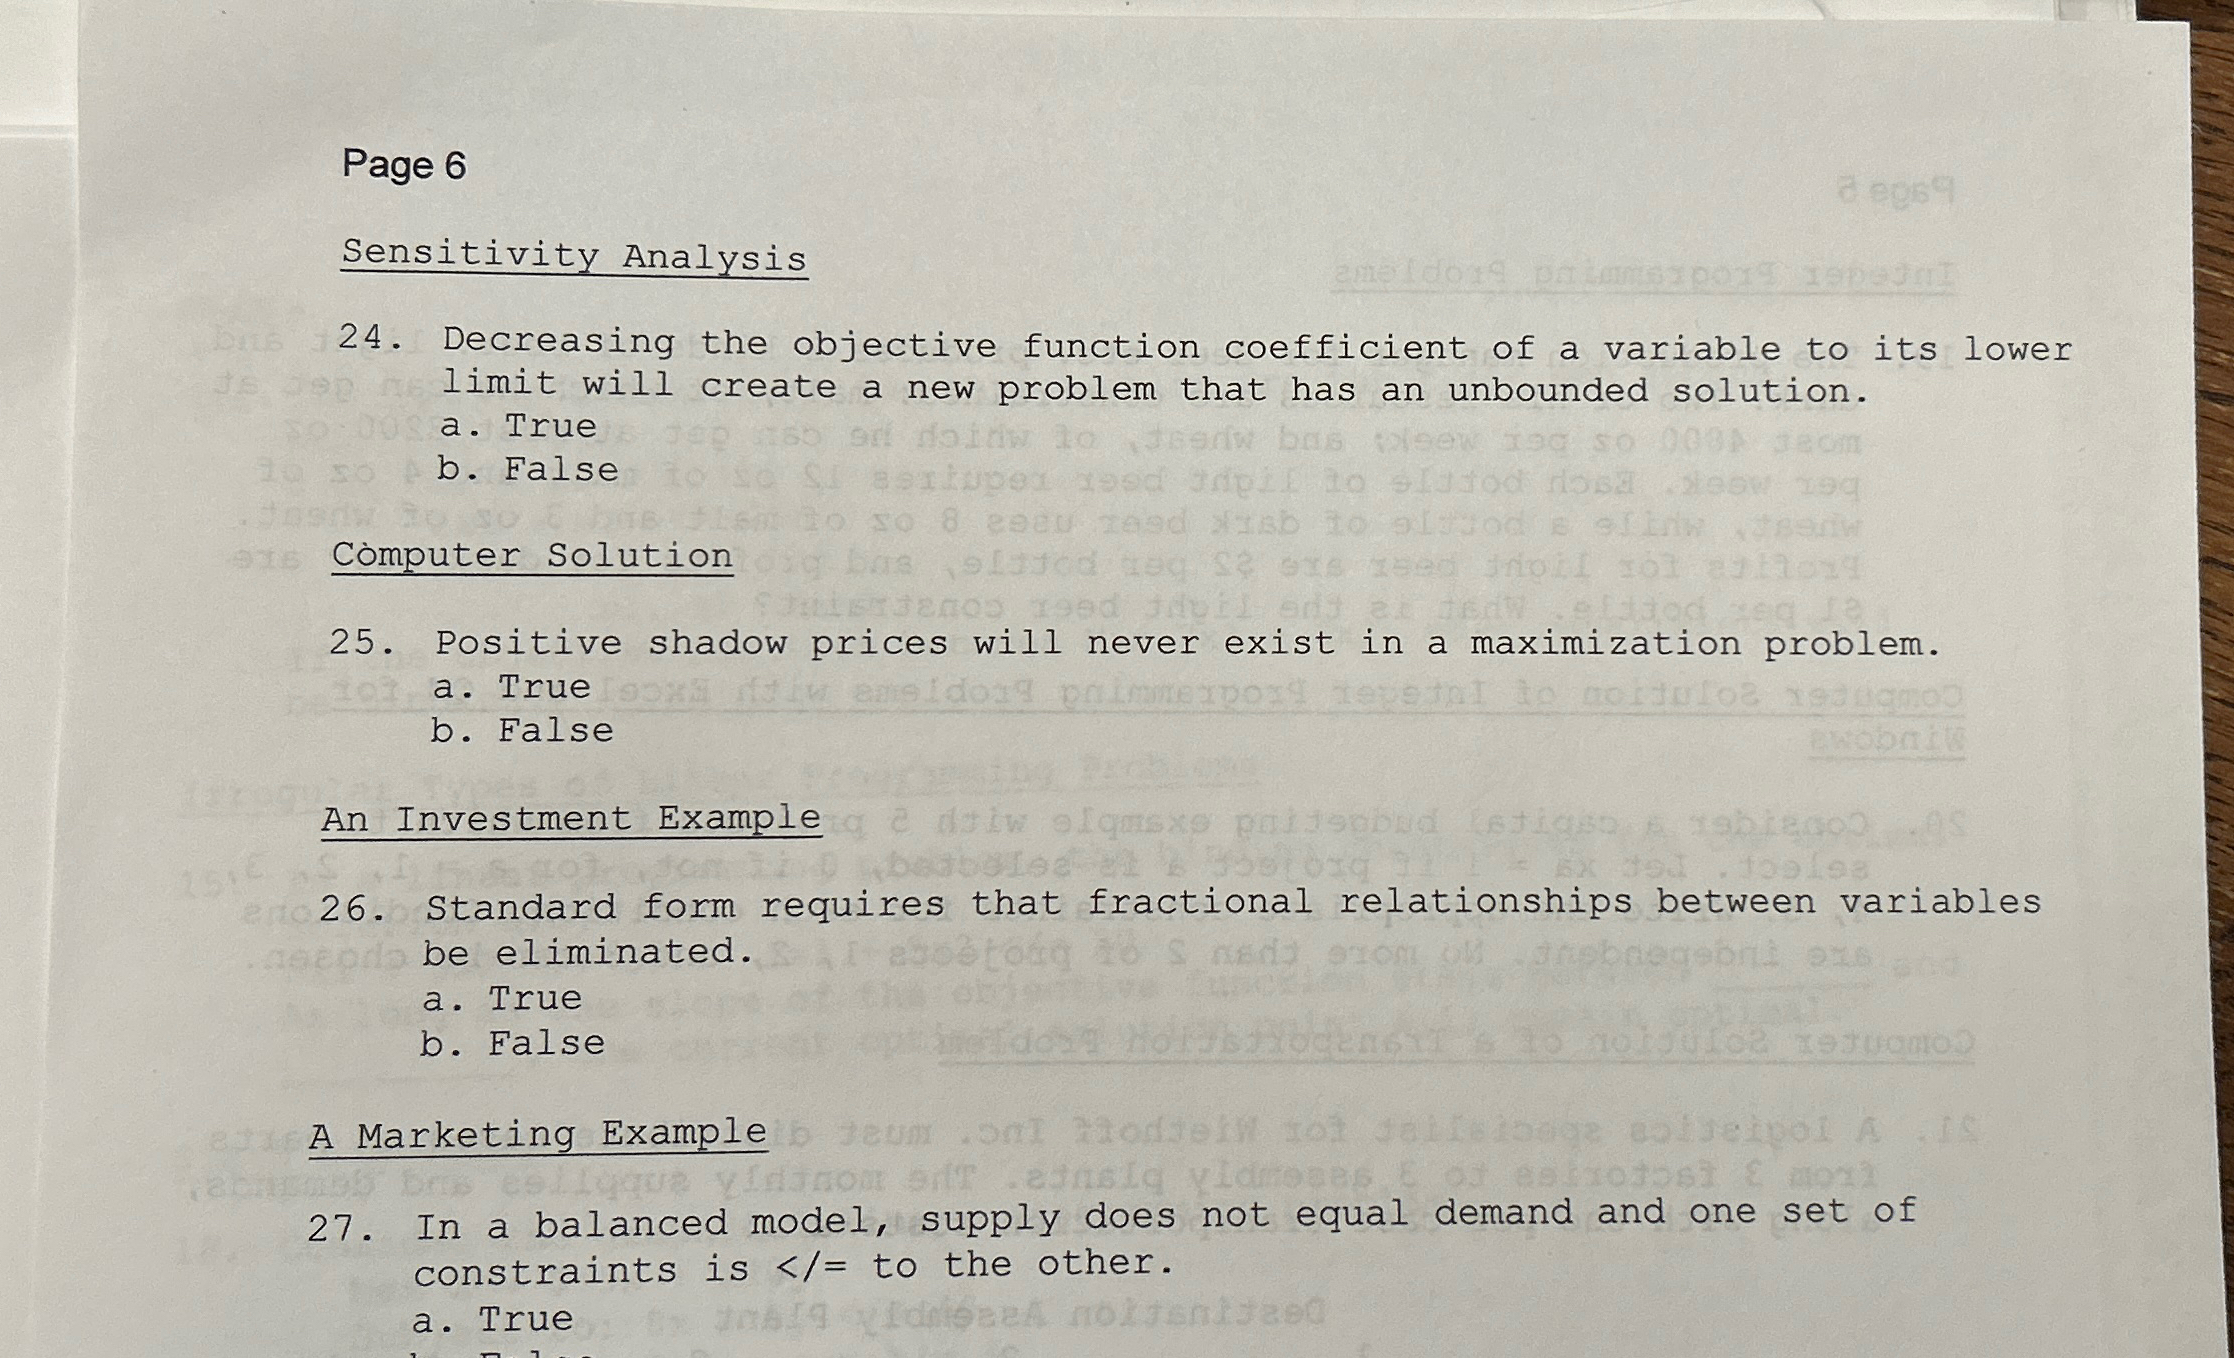 Page 6
Sensitivity Analysis
24. Decreasing the objective function coefficient of a variable to its lower
limit will create a new problem that has an unbounded solution.
a. True
b. False
Computer Solution
25. Positive shadow prices will never exist in a maximization problem.
a. True
b. False
An Investment Example
26. Standard form requires that fractional relationships between variables
be eliminated.
a. True
b. False
A Marketing Example
27. In a balanced model, supply does not equal demand and one set of
constraints is </= to the other.
a. True